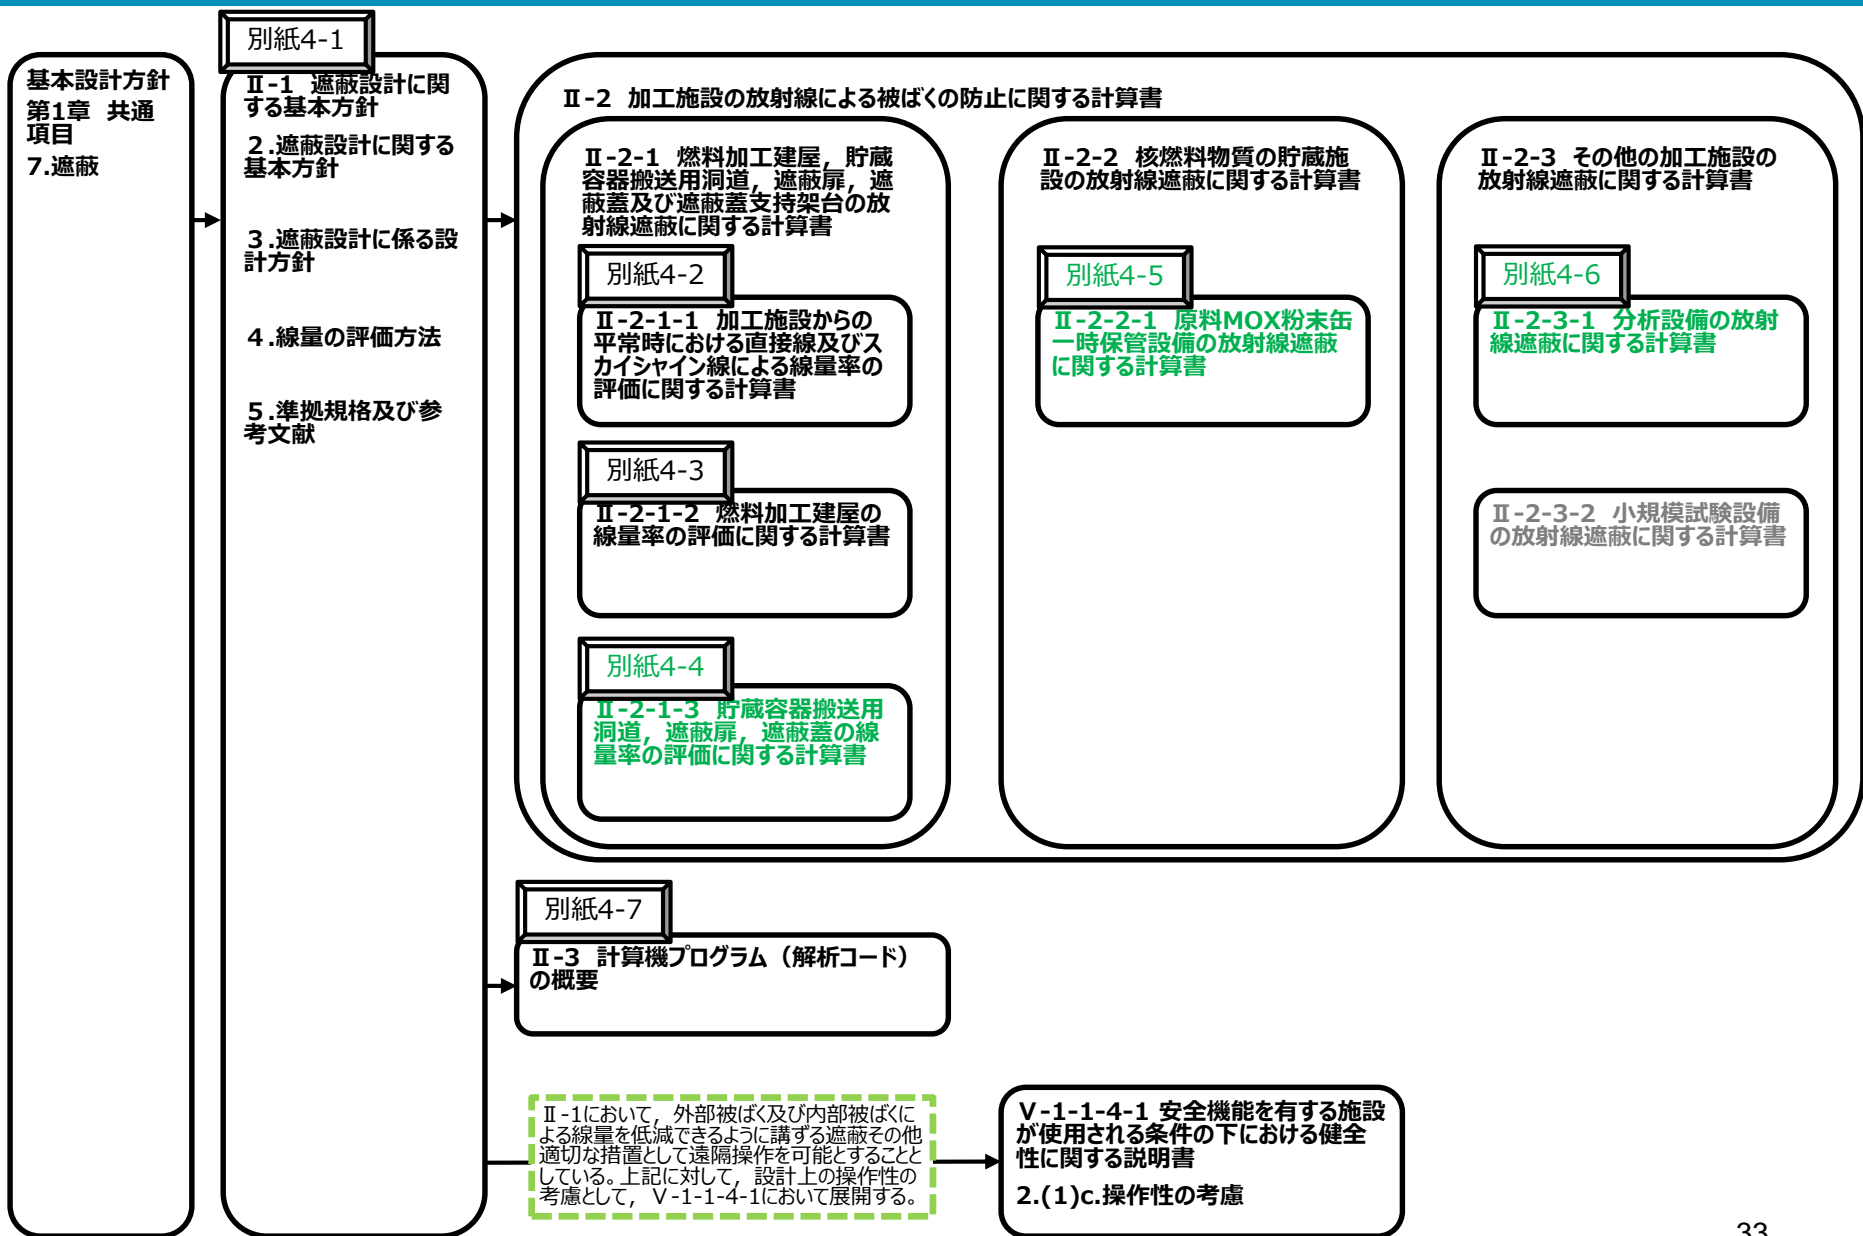 基本設計方針
第1章 共通
項目
7.遮蔽
別紙4-1
Ⅱ-1 遮蔽設計に関
する基本方針
２.遮蔽設計に関する
基本方針
３.遮蔽設計に係る設
計方針
４.線量の評価方法
５.準拠規格及び参
考文献
Ⅱ-2 加工施設の放射線による被ばくの防止に関する計算書
Ⅱ-2-1 燃料加工建屋，貯蔵
容器搬送用洞道，遮蔽扉，遮
蔽蓋及び遮蔽蓋支持架台の放
射線遮蔽に関する計算書
別紙4-2
Ⅱ-2-1-1 加工施設からの
平常時における直接線及びス
カイシャイン線による線量率の
評価に関する計算書
別紙4-3
Ⅱ-2-1-2 燃料加工建屋の
線量率の評価に関する計算書
別紙4-4
Ⅱ-2-1-3 貯蔵容器搬送用
洞道，遮蔽扉，遮蔽蓋の線
量率の評価に関する計算書
Ⅱ-2-2 核燃料物質の貯蔵施
設の放射線遮蔽に関する計算書
別紙4-5
Ⅱ-2-2-1 原料MOX粉末缶
一時保管設備の放射線遮蔽
に関する計算書
Ⅱ-2-3 その他の加工施設の
放射線遮蔽に関する計算書
別紙4-6
Ⅱ-2-3-1 分析設備の放射
線遮蔽に関する計算書
Ⅱ-2-3-2 小規模試験設備
の放射線遮蔽に関する計算書
別紙4-7
Ⅱ-3 計算機プログラム（解析コード）
の概要
Ⅱ-1において，外部被ばく及び内部被ばくに
よる線量を低減できるように講ずる遮蔽その他
適切な措置として遠隔操作を可能とすることと
している。上記に対して，設計上の操作性の
考慮として，Ⅴ-1-1-4-1において展開する。
Ⅴ-1-1-4-1 安全機能を有する施設
が使用される条件の下における健全
性に関する説明書
2.(1)c.操作性の考慮
33